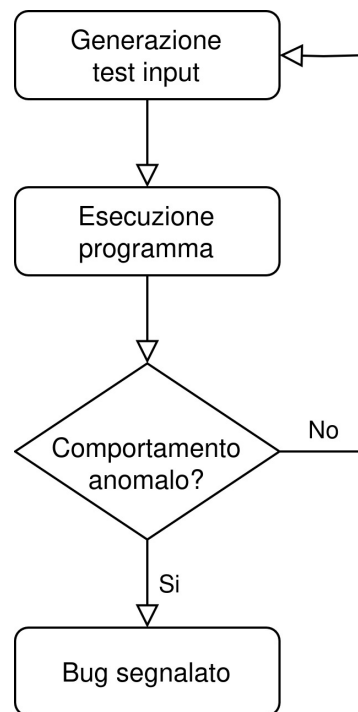 Generazione
test input
Esecuzione
programma
Comportamento
anomalo?
No
Si
Bug segnalato